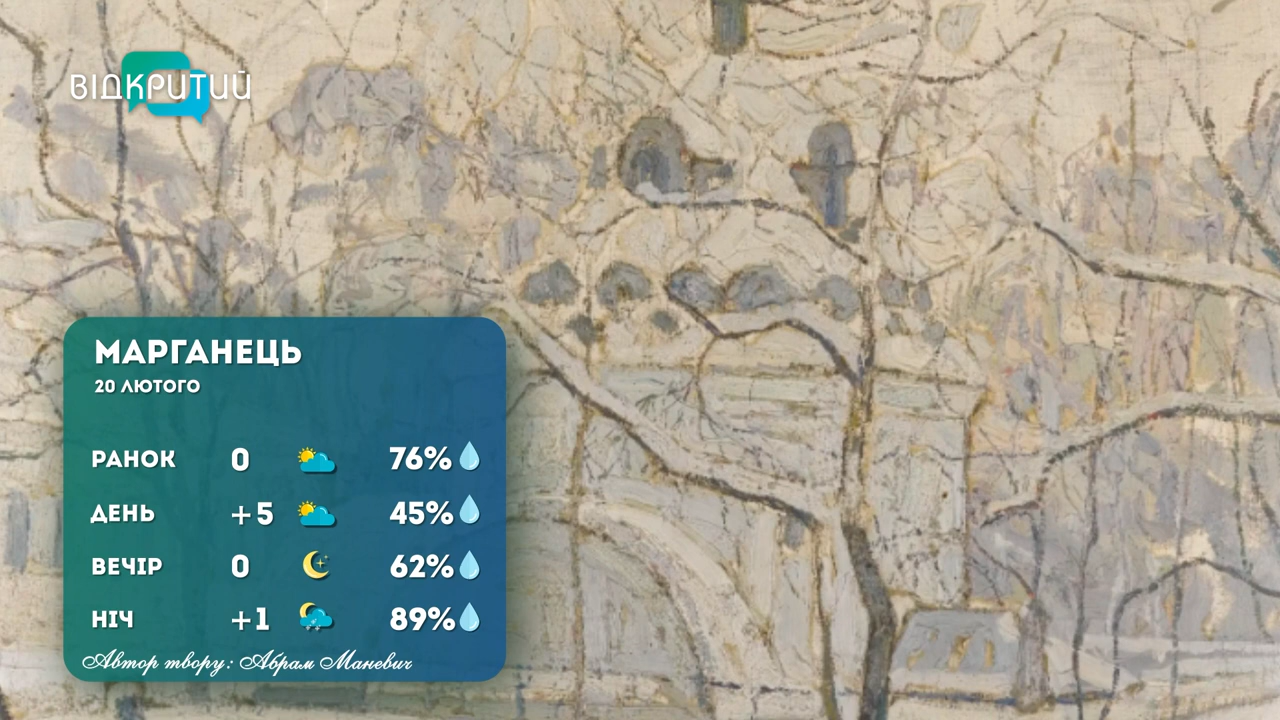 ВІДКРИТИЙ
МАРГАНЕЦЬ
20 ЛЮТОГО
РАНОК 0 76%
ДЕНЬ +5 45%
ВЕЧІР 0 62%
НІЧ +1 89%
Автор твору: Абрам Маневич